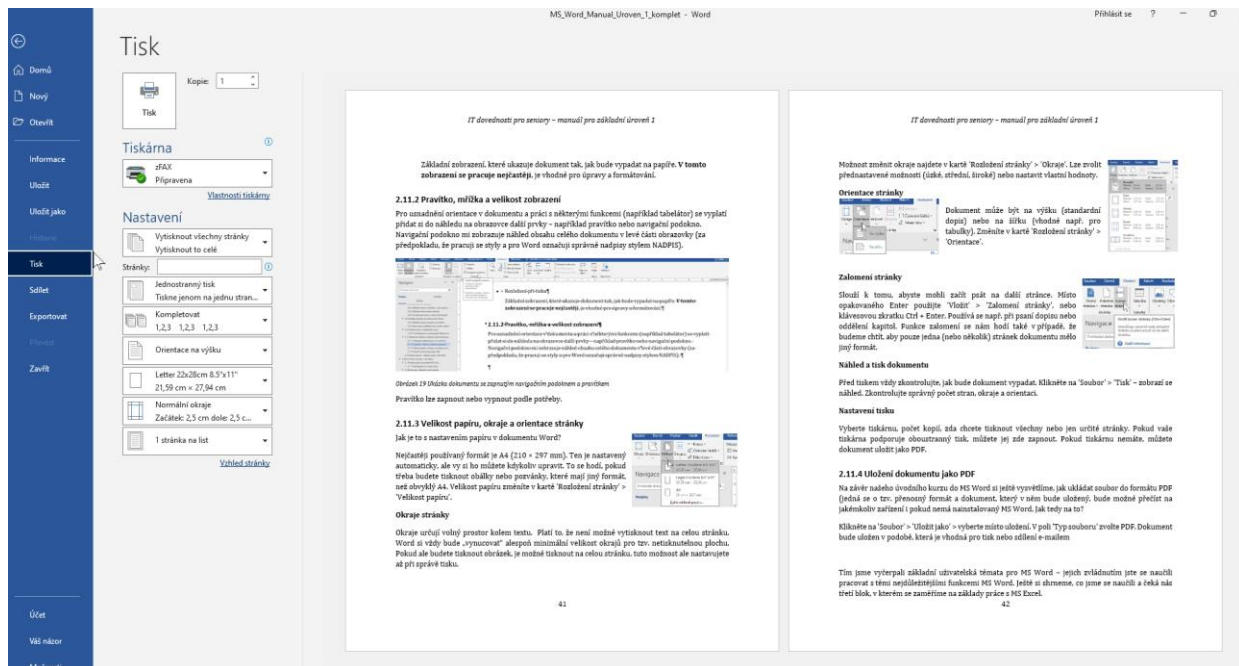 MS_Word_Manual_Uroven_1_komplet - Word
Přihlásit se ?
Domů
Nový
Otevřít
Informace
Uložit
Uložit jako
Historie
Tisk
Sdílet
Exportovat
Převést
Zavřít
Účet
Váš názor
Tisk
Tisk
Kopie: 1
Tiskárna
zFAX
Připravena
Vlastnosti tiskárny
Nastavení
Vytisknout všechny stránky
Vytisknout to celé
Stránky:
Jednostranný tisk
Tiskne jenom na jednu stran...
Kompletovat
1,2,3 1,2,3 1,2,3
Orientace na výšku
Letter 22x28cm 8.5"x11"
21,59 cm × 27,94 cm
Normální okraje
Začátek: 2,5 cm dole: 2,5 c...
1 stránka na list
Vzhled stránky
IT dovednosti pro seniory – manuál pro základní úroveň 1
Základní zobrazení, které ukazuje dokument tak, jak bude vypadat na papíře. V tomto
zobrazení se pracuje nejčastěji, je vhodné pro úpravy a formátování.
2.11.2 Pravítko, mřížka a velikost zobrazení
Pro usnadnění orientace v dokumentu a práci s některými funkcemi (například tabelátor) se vyplatí
přidat si do náhledu na obrazovce další prvky – například pravítko nebo navigační podokno.
Navigační podokno mi zobrazuje náhled obsahu celého dokumentu v levé části obrazovky (za
předpokladu, že pracuji se styly a pro Word označuji správně nadpisy stylem NADPIS).
Obrázek 19 Ukázka dokumentu se zapnutým navigačním podoknem a pravítkem
Pravítko lze zapnout nebo vypnout podle potřeby.
2.11.3 Velikost papíru, okraje a orientace stránky
Jak je to s nastavením papíru v dokumentu Word?
Nejčastěji používaný formát je A4 (210 × 297 mm). Ten je nastavený
automaticky, ale vy si ho můžete kdykoliv upravit. To se hodí, pokud
třeba budete tisknout obálky nebo pozvánky, které mají jiný formát,
než obvyklý A4. Velikost papíru změníte v kartě 'Rozložení stránky' >
'Velikost papíru'.
Okraje stránky
Okraje určují volný prostor kolem textu. Platí to, že není možné vytisknout text na celou stránku.
Word si vždy bude „vynucovat" alespoň minimální velikost okrajů pro tzv. netisknutelnou plochu.
Pokud ale budete tisknout obrázek, je možné tisknout na celou stránku, tuto možnost ale nastavujete
až při správě tisku.
41
IT dovednosti pro seniory – manuál pro základní úroveň 1
Možnost změnit okraje najdete v kartě 'Rozložení stránky' > 'Okraje'. Lze zvolit
přednastavené možnosti (úzké, střední, široké) nebo nastavit vlastní hodnoty.
Orientace stránky
Dokument může být na výšku (standardní
dopis) nebo na šířku (vhodné např. pro
tabulky). Změníte v kartě 'Rozložení stránky' >
'Orientace'.
Zalomení stránky
Slouží k tomu, abyste mohli začít psát na další stránce. Místo
opakovaného Enter použijte 'Vložit' > 'Zalomení stránky', nebo
klávesovou zkratku Ctrl + Enter. Používá se např. při psaní dopisu nebo
oddělení kapitol. Funkce zalomení se nám hodí také v případě, že
budeme chtít, aby pouze jedna (nebo několik) stránek dokumentu mělo
jiný formát.
Náhled a tisk dokumentu
Před tiskem vždy zkontrolujte, jak bude dokument vypadat. Klikněte na 'Soubor' > 'Tisk' – zobrazí se
náhled. Zkontrolujte správný počet stran, okraje a orientaci.
Nastavení tisku
Vyberte tiskárnu, počet kopií, zda chcete tisknout všechny nebo jen určité strany. Pokud vaše
tiskárna podporuje oboustranný tisk, můžete jej zde zapnout. Pokud tiskárnu nemáte, můžete
dokument uložit jako PDF.
2.11.4 Uložení dokumentu jako PDF
Na závěr našeho úvodního kurzu do MS Word si ještě vysvětlíme, jak ukládat soubor do formátu PDF
(jedná se o tzv. přenosný formát a dokument, který v něm bude uložený, bude možné přečíst na
jakémkoliv zařízení i pokud nemá nainstalovaný MS Word. Jak tedy na to?
Klikněte na 'Soubor' > 'Uložit jako' > vyberte místo uložení. V poli 'Typ souboru' zvolte PDF. Dokument
bude uložen v podobě, která je vhodná pro tisk nebo sdílení e-mailem
Tím jsme vyčerpali základní uživatelská témata pro MS Word – jejich zvládnutím jste se naučili
pracovat s těmi nejdůležitějšími funkcemi MS Word. Ještě si shrneme, co jsme se naučili a čeká nás
třetí blok, v kterém se zaměříme na základy práce s MS Excel.
42